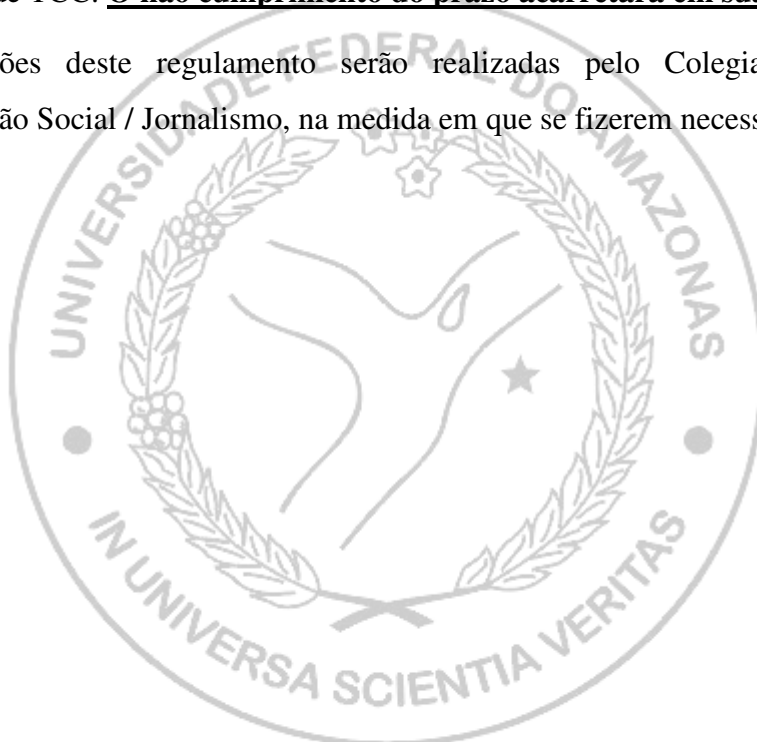 de TCC. O não cumprimento do prazo acarretará em sua
ões deste regulamento serão realizadas pelo Colegia
ão Social / Jornalismo, na medida em que se fizerem necess
UNIVERSIDADE FEDERAL DO AMAZONAS
IN UNIVERSA SCIENTIA VERITAS